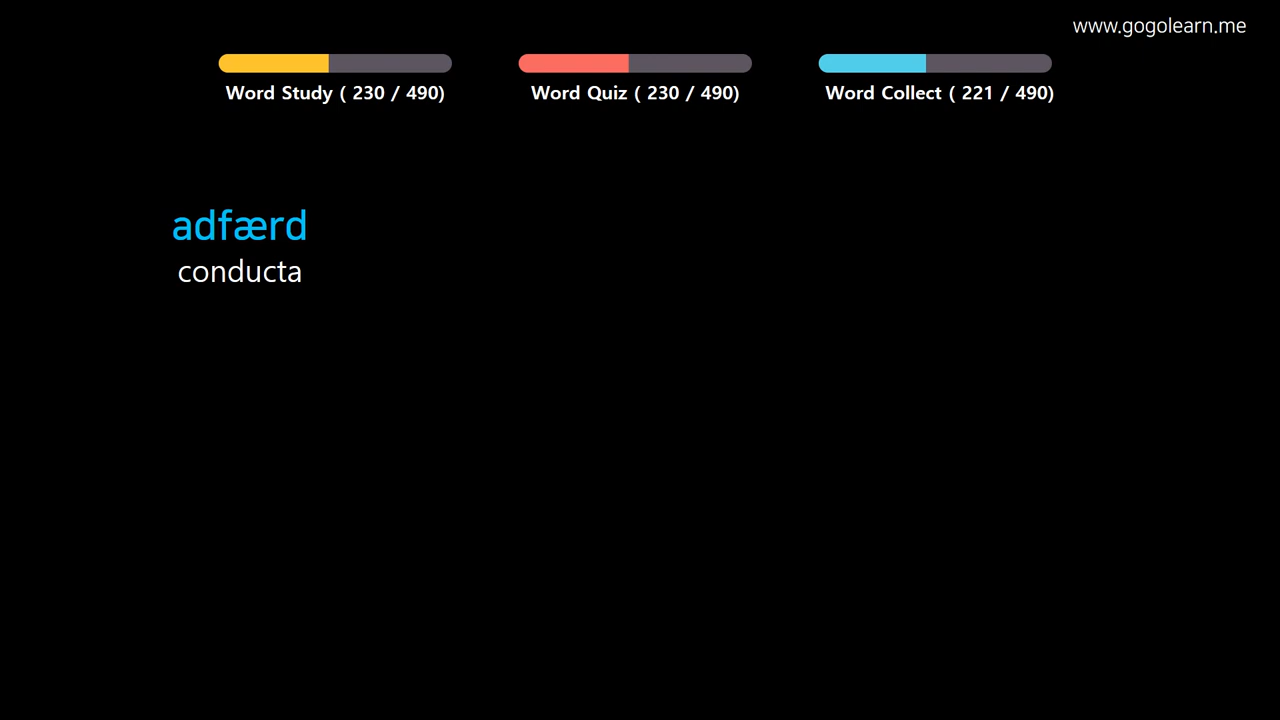 www.gogolearn.me
Word Study ( 230 / 490)
Word Quiz ( 230 / 490)
Word Collect ( 221 / 490)
adfærd
conducta